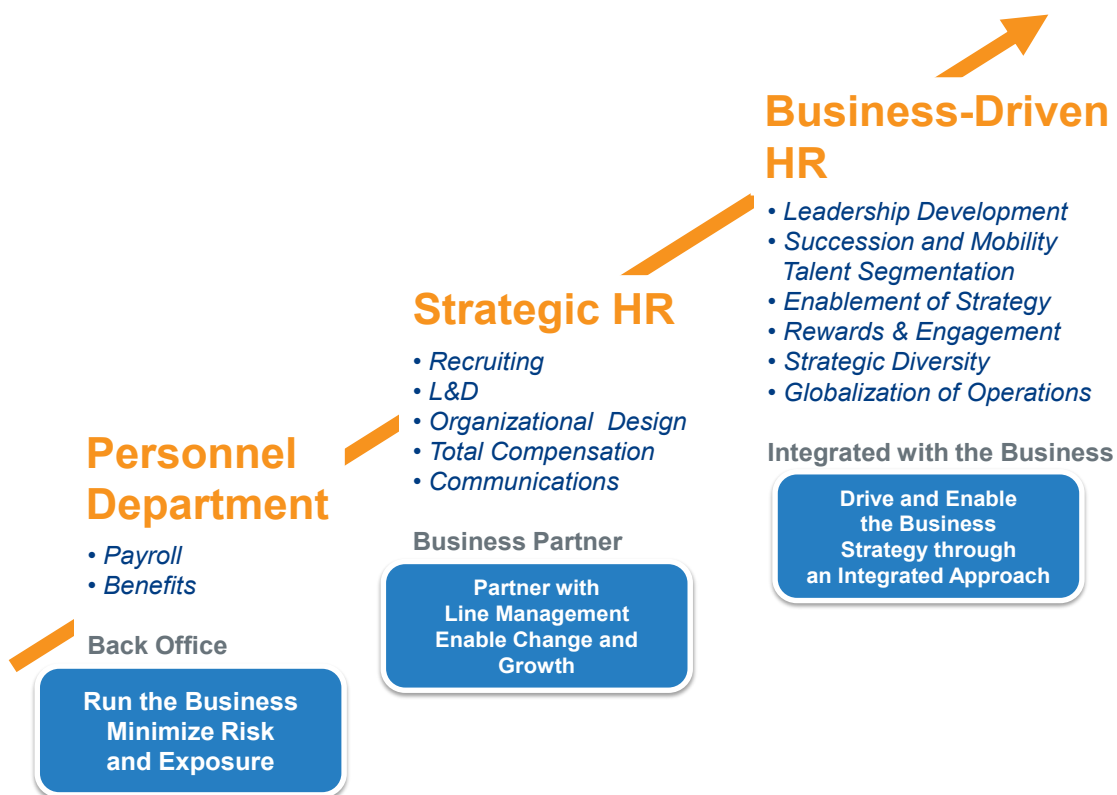 Business-Driven
HR
• Leadership Development
• Succession and Mobility
Talent Segmentation
• Enablement of Strategy
• Rewards & Engagement
• Strategic Diversity
• Globalization of Operations
Integrated with the Business
Drive and Enable
the Business
Strategy through
an Integrated Approach
Strategic HR
• Recruiting
• L&D
• Organizational Design
• Total Compensation
• Communications
Business Partner
Partner with
Line Management
Enable Change and
Growth
Personnel
Department
• Payroll
• Benefits
Back Office
Run the Business
Minimize Risk
and Exposure